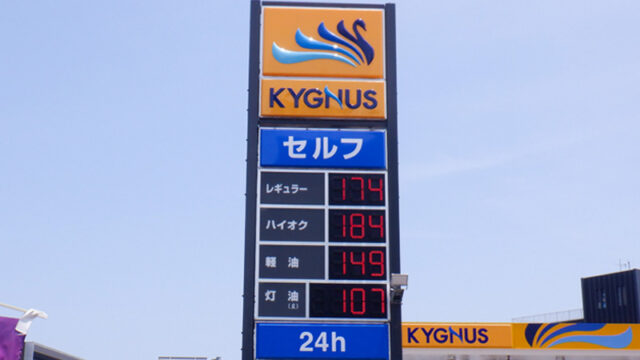 KYGNUS
セルフ
レギュラー 174
ハイオク 184
軽油 149
灯油(ℓ) 107
24h
KYGNUS